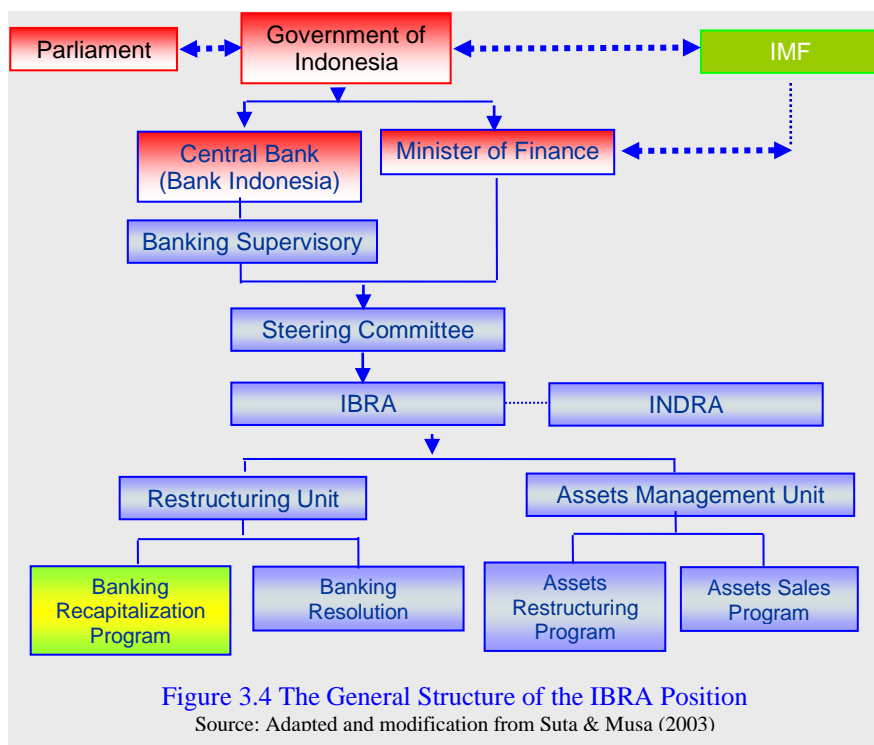 Parliament
Government of
Indonesia
IMF
Central Bank
(Bank Indonesia)
Minister of Finance
Banking Supervisory
Steering Committee
IBRA
INDRA
Restructuring Unit
Assets Management Unit
Banking
Recapitalization
Program
Banking
Resolution
Assets
Restructuring
Program
Assets Sales
Program
Figure 3.4 The General Structure of the IBRA Position
Source: Adapted and modification from Suta & Musa (2003)